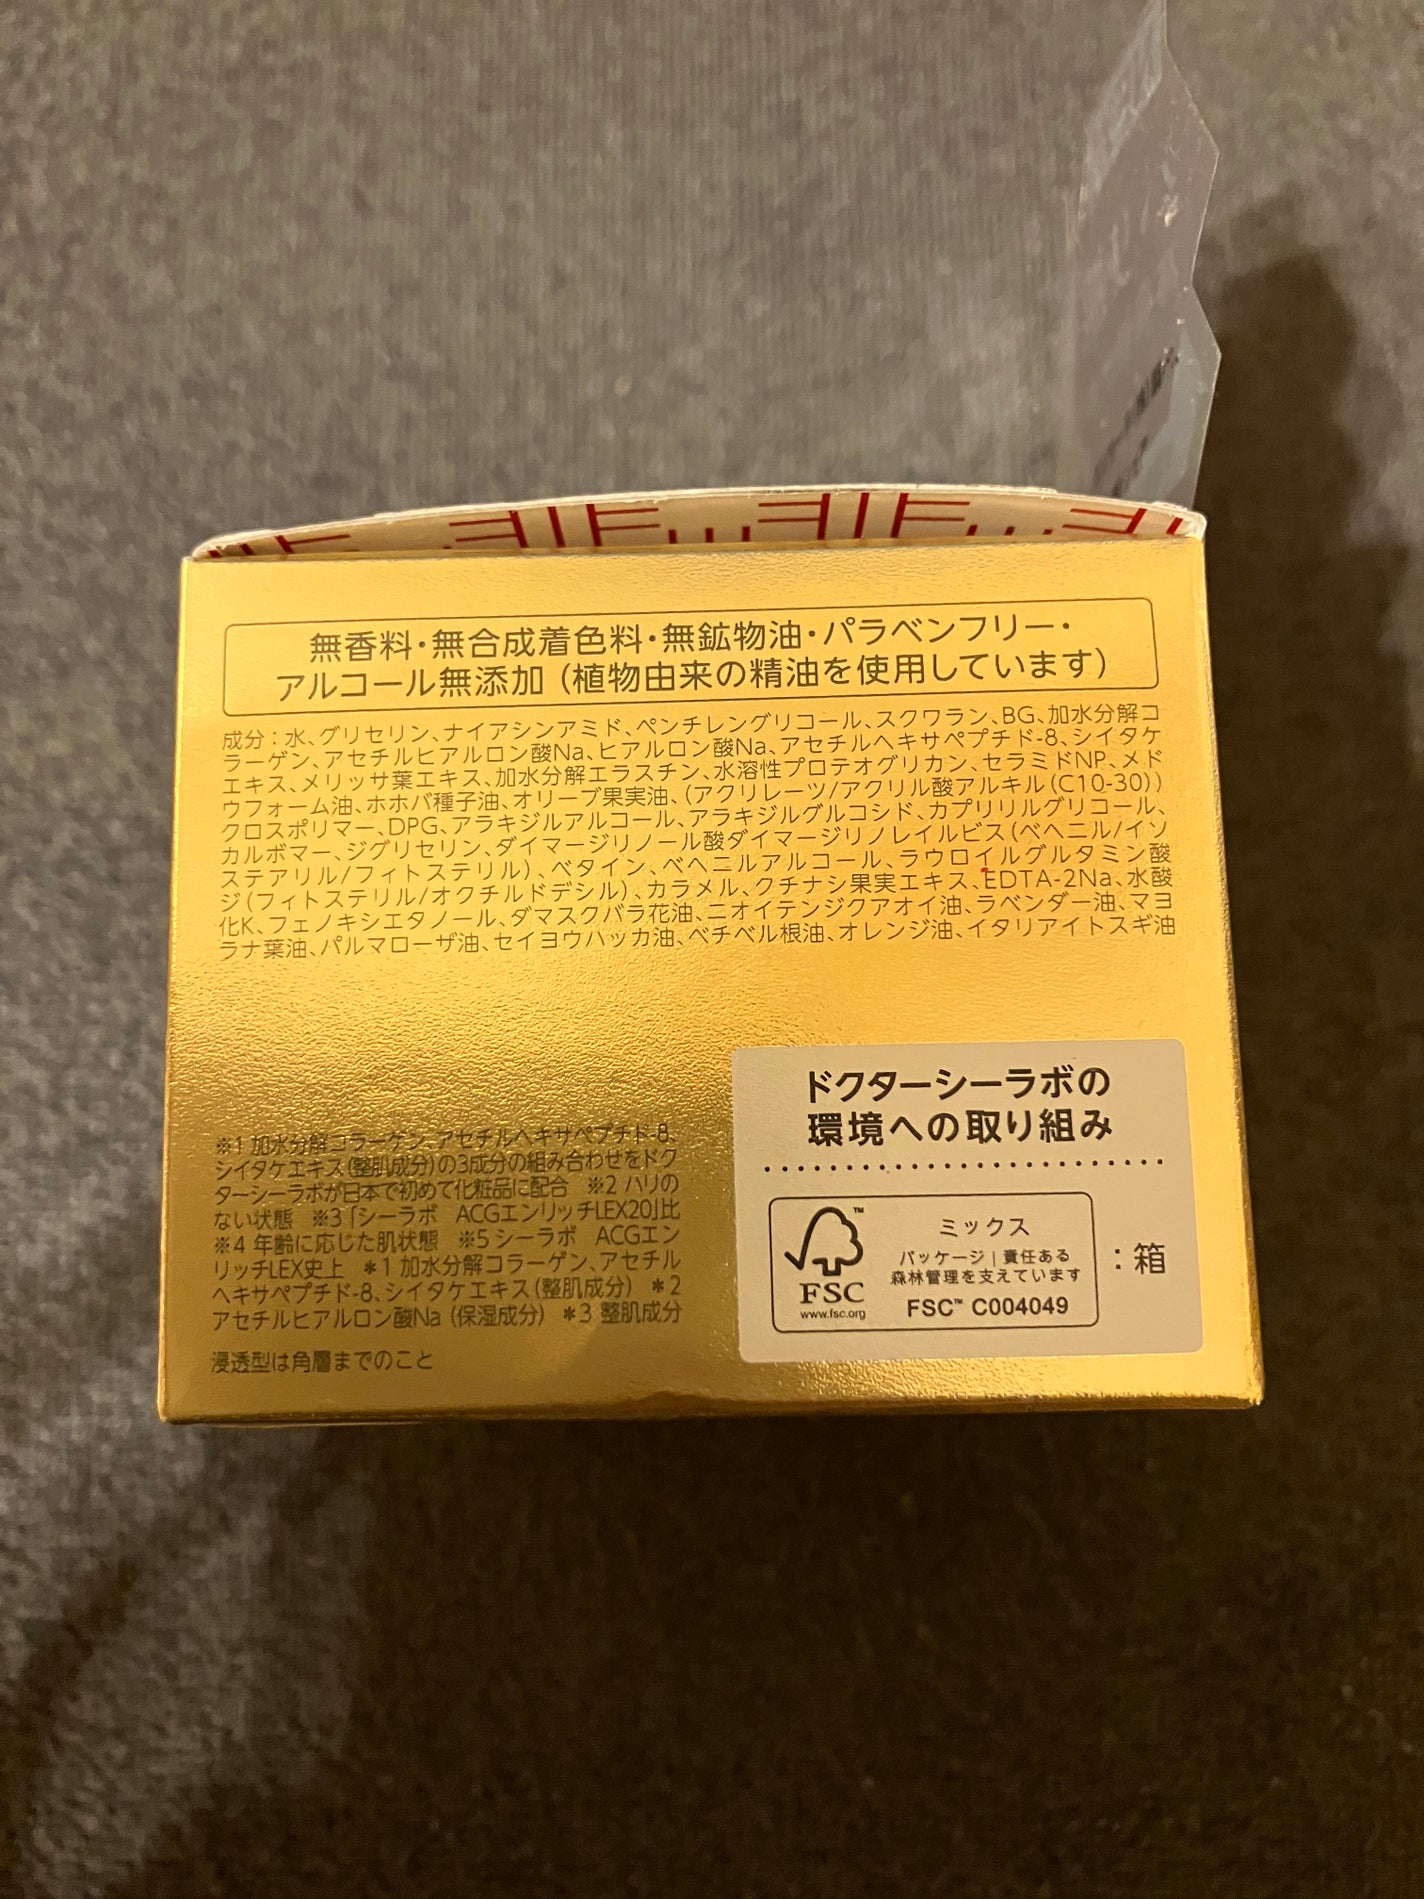 無香料・無合成着色料・無鉱物油・パラベンフリー・
アルコール無添加（植物由来の精油を使用しています）
成分：水、グリセリン、ナイアシンアミド、ペンチレングリコール、スクワラン、BG、加水分解コ
ラーゲン、アセチルヒアルロン酸Na、ヒアルロン酸Na、アセチルヘキサペプチド-8、シイタケ
エキス、メリッサ葉エキス、加水分解エラスチン、水溶性プロテオグリカン、セラミドNP、メド
ウフォーム油、ホホバ種子油、オリーブ果実油、（アクリレーツ/アクリル酸アルキル（C10-30））
クロスポリマー、DPG、アラキジルアルコール、アラキジルグルコシド、カプリリルグリコール、
カルボマー、ジグリセリン、ダイマージリノール酸ダイマージリノレイルビス（ベヘニル/イソ
ステアリル/フィトステリル）、ベタイン、ベヘニルアルコール、ラウロイルグルタミン酸
ジ（フィトステリル/オクチルドデシル）、カラメル、クチナシ果実エキス、EDTA-2Na、水酸
化K、フェノキシエタノール、ダマスクバラ花油、ニオイテンジクアオイ油、ラベンダー油、マヨ
ラナ葉油、パルマローザ油、セイヨウハッカ油、ベチベル根油、オレンジ油、イタリアイトスギ油
※1 加水分解コラーゲン、アセチルヘキサペプチド-8、
シイタケエキス（整肌成分）の3成分の組み合わせをドク
ターシーラボが日本で初めて化粧品に配合　※2 ハリの
ない状態　※3「シーラボ　ACGエンリッチLEX20」比
※4 年齢に応じた肌状態　※5 シーラボ　ACGエン
リッチLEX史上　＊1 加水分解コラーゲン、アセチル
ヘキサペプチド-8、シイタケエキス（整肌成分）　＊2
アセチルヒアルロン酸Na（保湿成分）　＊3 整肌成分
浸透型は角層までのこと
ドクターシーラボの
環境への取り組み
FSC
™
www.fsc.org
ミックス
パッケージ｜責任ある
森林管理を支えています
FSC™ C004049
：箱